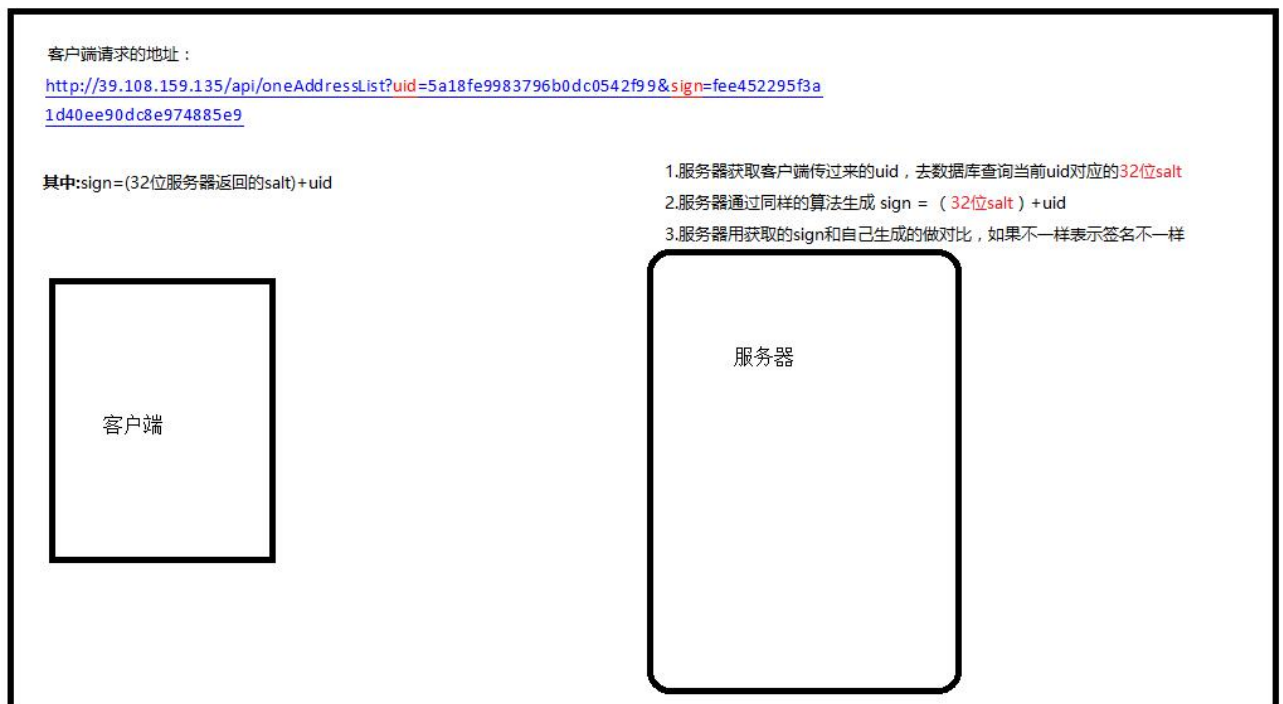 客户端请求的地址：
http://39.108.159.135/api/oneAddressList?uid=5a18fe9983796b0dc0542f99&sign=fee452295f3a
1d40ee90dc8e974885e9
其中:sign=(32位服务器返回的salt)+uid
1.服务器获取客户端传过来的uid，去数据库查询当前uid对应的32位salt
2.服务器通过同样的算法生成 sign = （32位salt）+uid
3.服务器用获取的sign和自己生成的做对比，如果不一样表示签名不一样
服务器
客户端